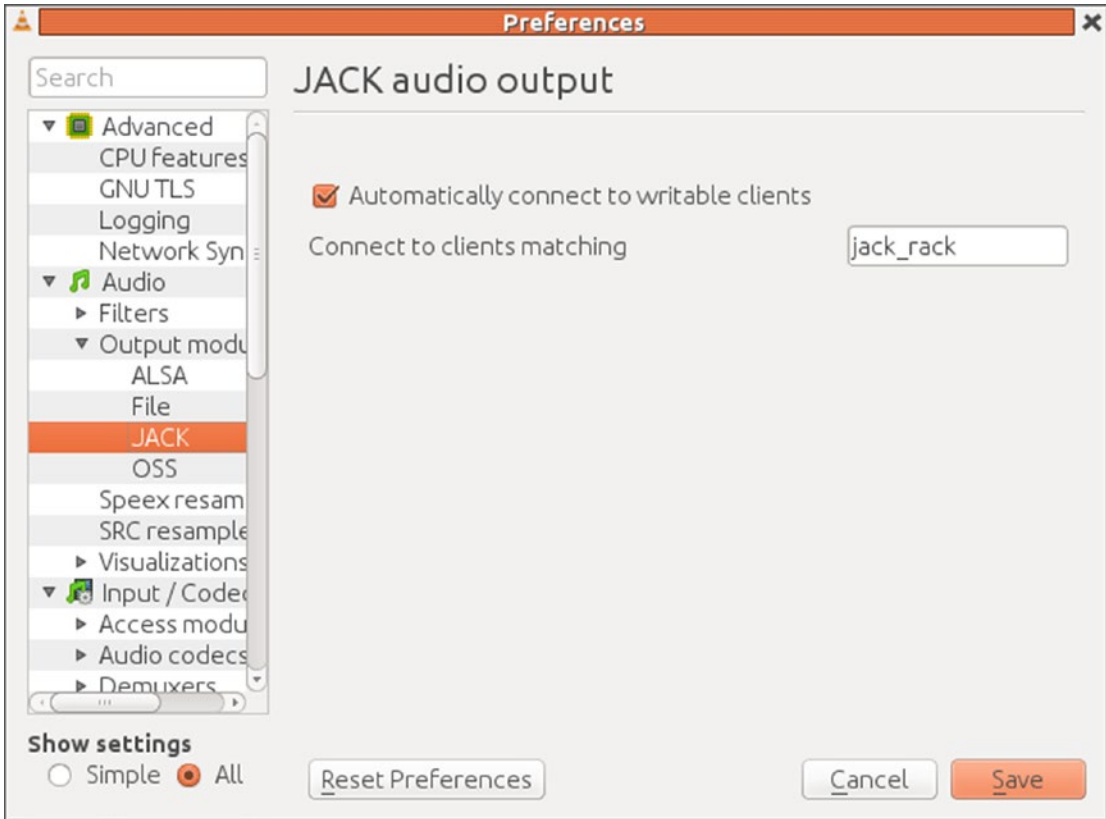 Preferences
Search
JACK audio output
Advanced
CPU features
GNU TLS
Logging
Network Syn
Audio
Filters
Output modu
ALSA
File
JACK
OSS
Speex resam
SRC resample
Visualizations
Input / Codec
Access modu
Audio codecs
Demuxers
Automatically connect to writable clients
Connect to clients matching
jack_rack
Show settings
Simple
All
Reset Preferences
Cancel
Save